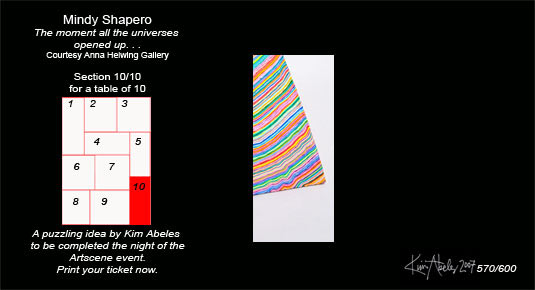 Mindy Shapero
The moment all the universes
opened up. . .
Courtesy Anna Helwing Gallery
Section 10/10
for a table of 10
1 2 3
4 5
6 7
10
8 9
A puzzling idea by Kim Abeles
to be completed the night of the
Artscene event.
Print your ticket now.
Kim Abeles 2007 570/600